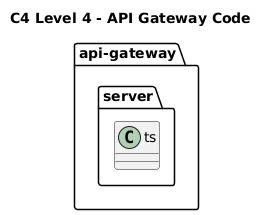 C4 Level 4 - API Gateway Code
api-gateway
server
C ts